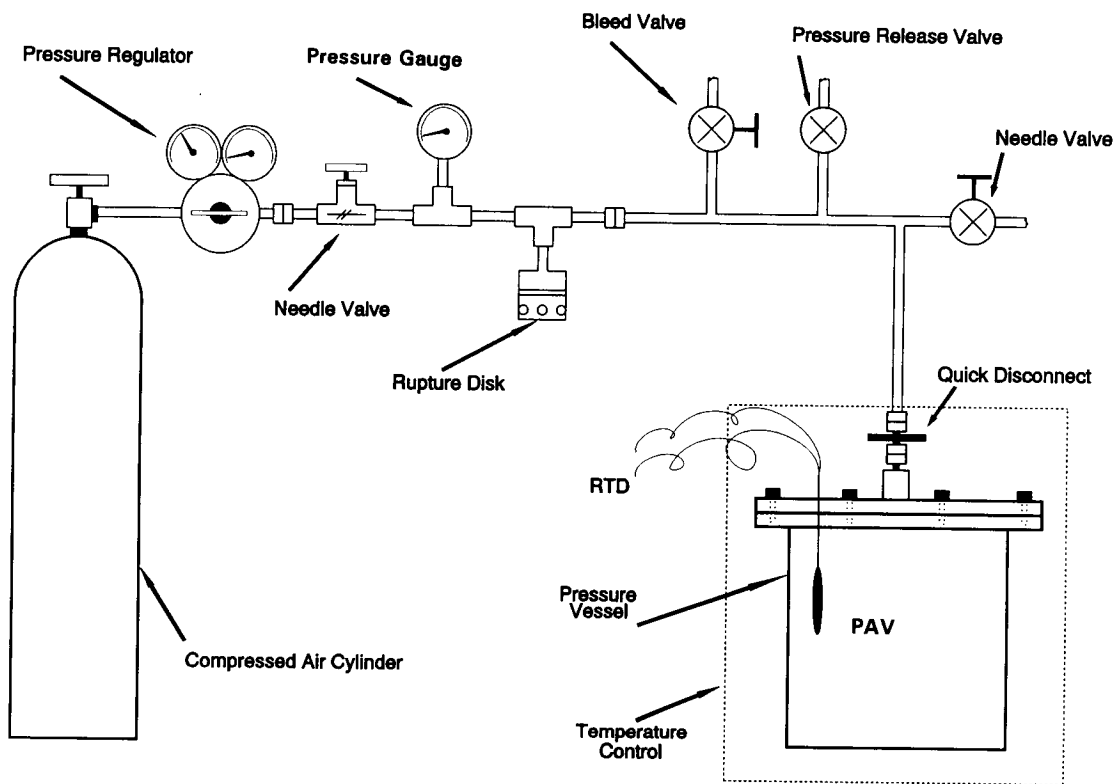 Bleed Valve
Pressure Release Valve
Pressure Regulator
Pressure Gauge
Needle Valve
Needle Valve
Rupture Disk
Quick Disconnect
RTD
Pressure
Vessel
PAV
Compressed Air Cylinder
Temperature
Control